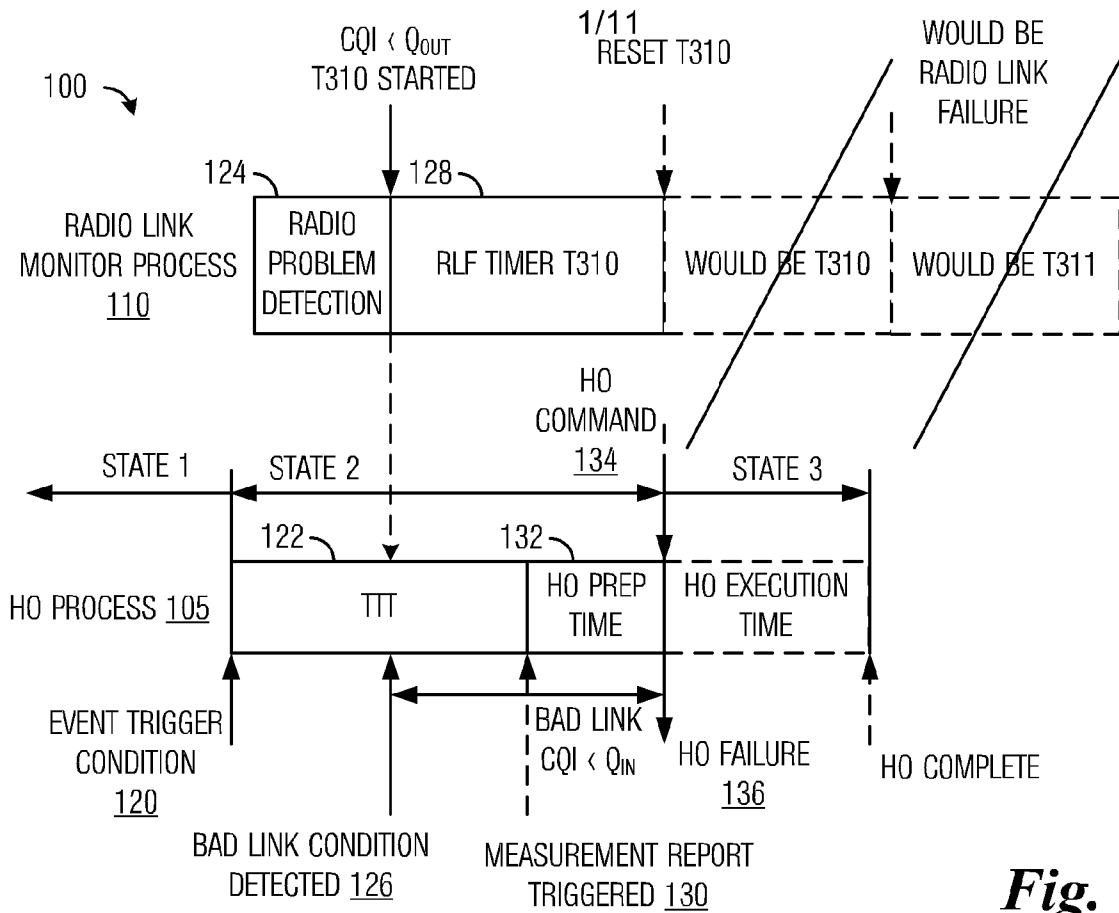 1/11
CQI < QOUT
T310 STARTED
RESET T310
WOULD BE
RADIO LINK
FAILURE
100
124
128
RADIO LINK
MONITOR PROCESS
110
RADIO
PROBLEM
DETECTION
RLF TIMER T310
WOULD BE T310
WOULD BE T311
HO
COMMAND
134
STATE 1
STATE 2
STATE 3
122
132
HO PROCESS 105
TTT
HO PREP
TIME
HO EXECUTION
TIME
EVENT TRIGGER
CONDITION
120
BAD LINK
CQI < QIN
HO FAILURE
136
HO COMPLETE
BAD LINK CONDITION
DETECTED 126
MEASUREMENT REPORT
TRIGGERED 130
Fig.